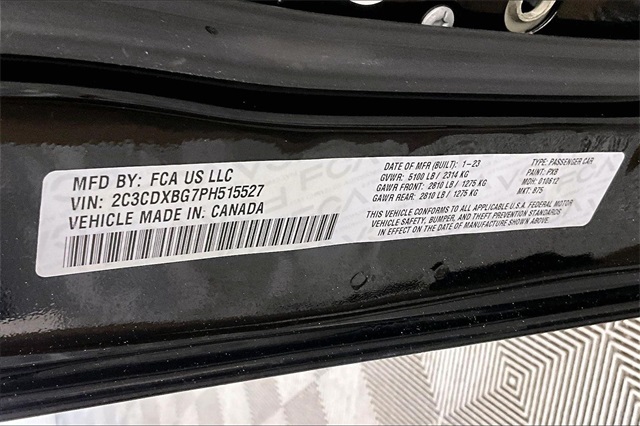 MFD BY: FCA US LLC
VIN: 2C3CDXBG7PH515527
VEHICLE MADE IN: CANADA
DATE OF MFR (BUILT): 1-23
GVWR: 5100 LB / 2314 KG
GAWR FRONT: 2810 LB / 1275 KG
GAWR REAR: 2810 LB / 1275 KG
TYPE: PASSENGER CAR
PAINT: PX8
MDH: 010612
MKT: B75
THIS VEHICLE CONFORMS TO ALL APPLICABLE U.S.A. FEDERAL MOTOR
VEHICLE SAFETY, BUMPER, AND THEFT PREVENTION STANDARDS
IN EFFECT ON THE DATE OF MANUFACTURE SHOWN ABOVE.